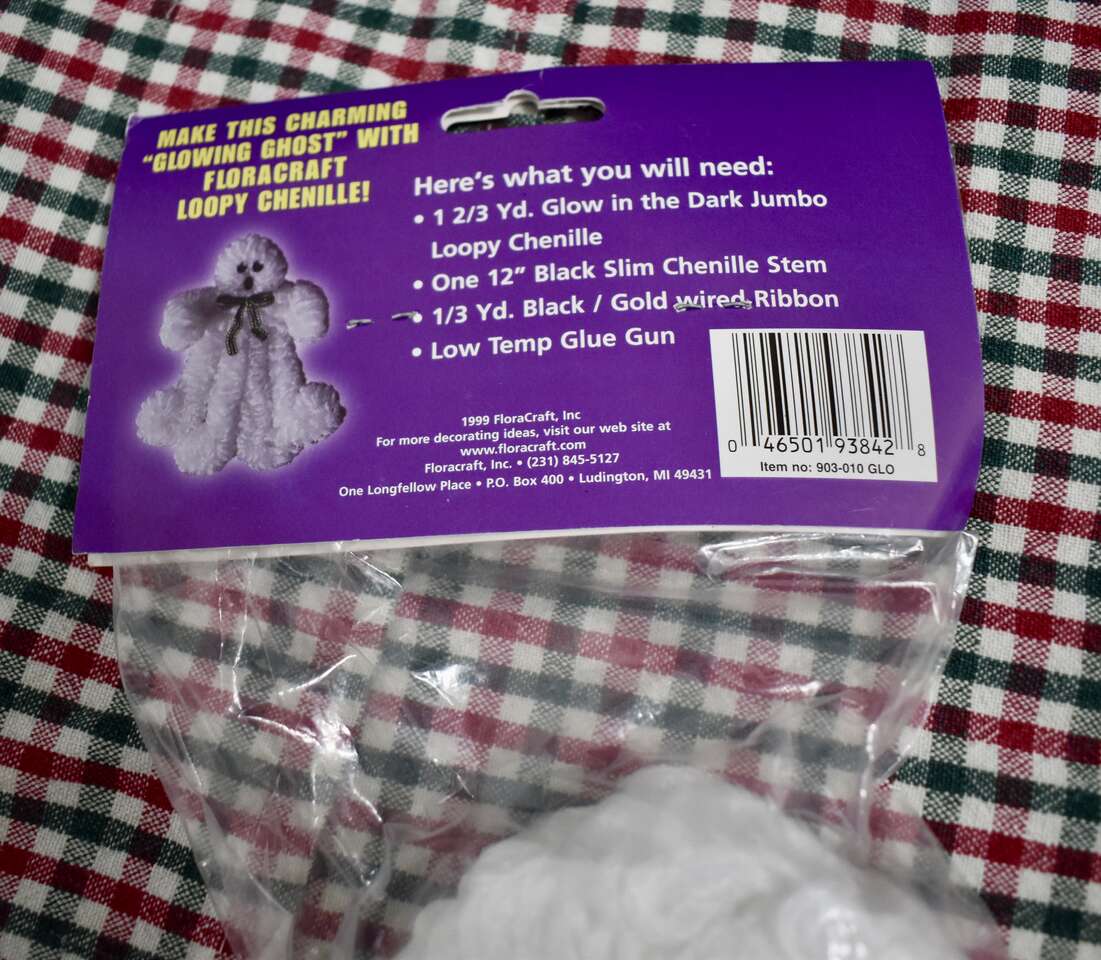 MAKE THIS CHARMING
"GLOWING GHOST" WITH
FLORACRAFT
LOOPY CHENILLE!
Here's what you will need:
• 1 2/3 Yd. Glow in the Dark Jumbo
Loopy Chenille
• One 12" Black Slim Chenille Stem
• 1/3 Yd. Black / Gold wired Ribbon
• Low Temp Glue Gun
1999 FloraCraft, Inc
For more decorating ideas, visit our web site at
www.floracraft.com
Floracraft, Inc. • (231) 845-5127
One Longfellow Place • P.O. Box 400 • Ludington, MI 49431
0 46501 93842 8
Item no: 903-010 GLO